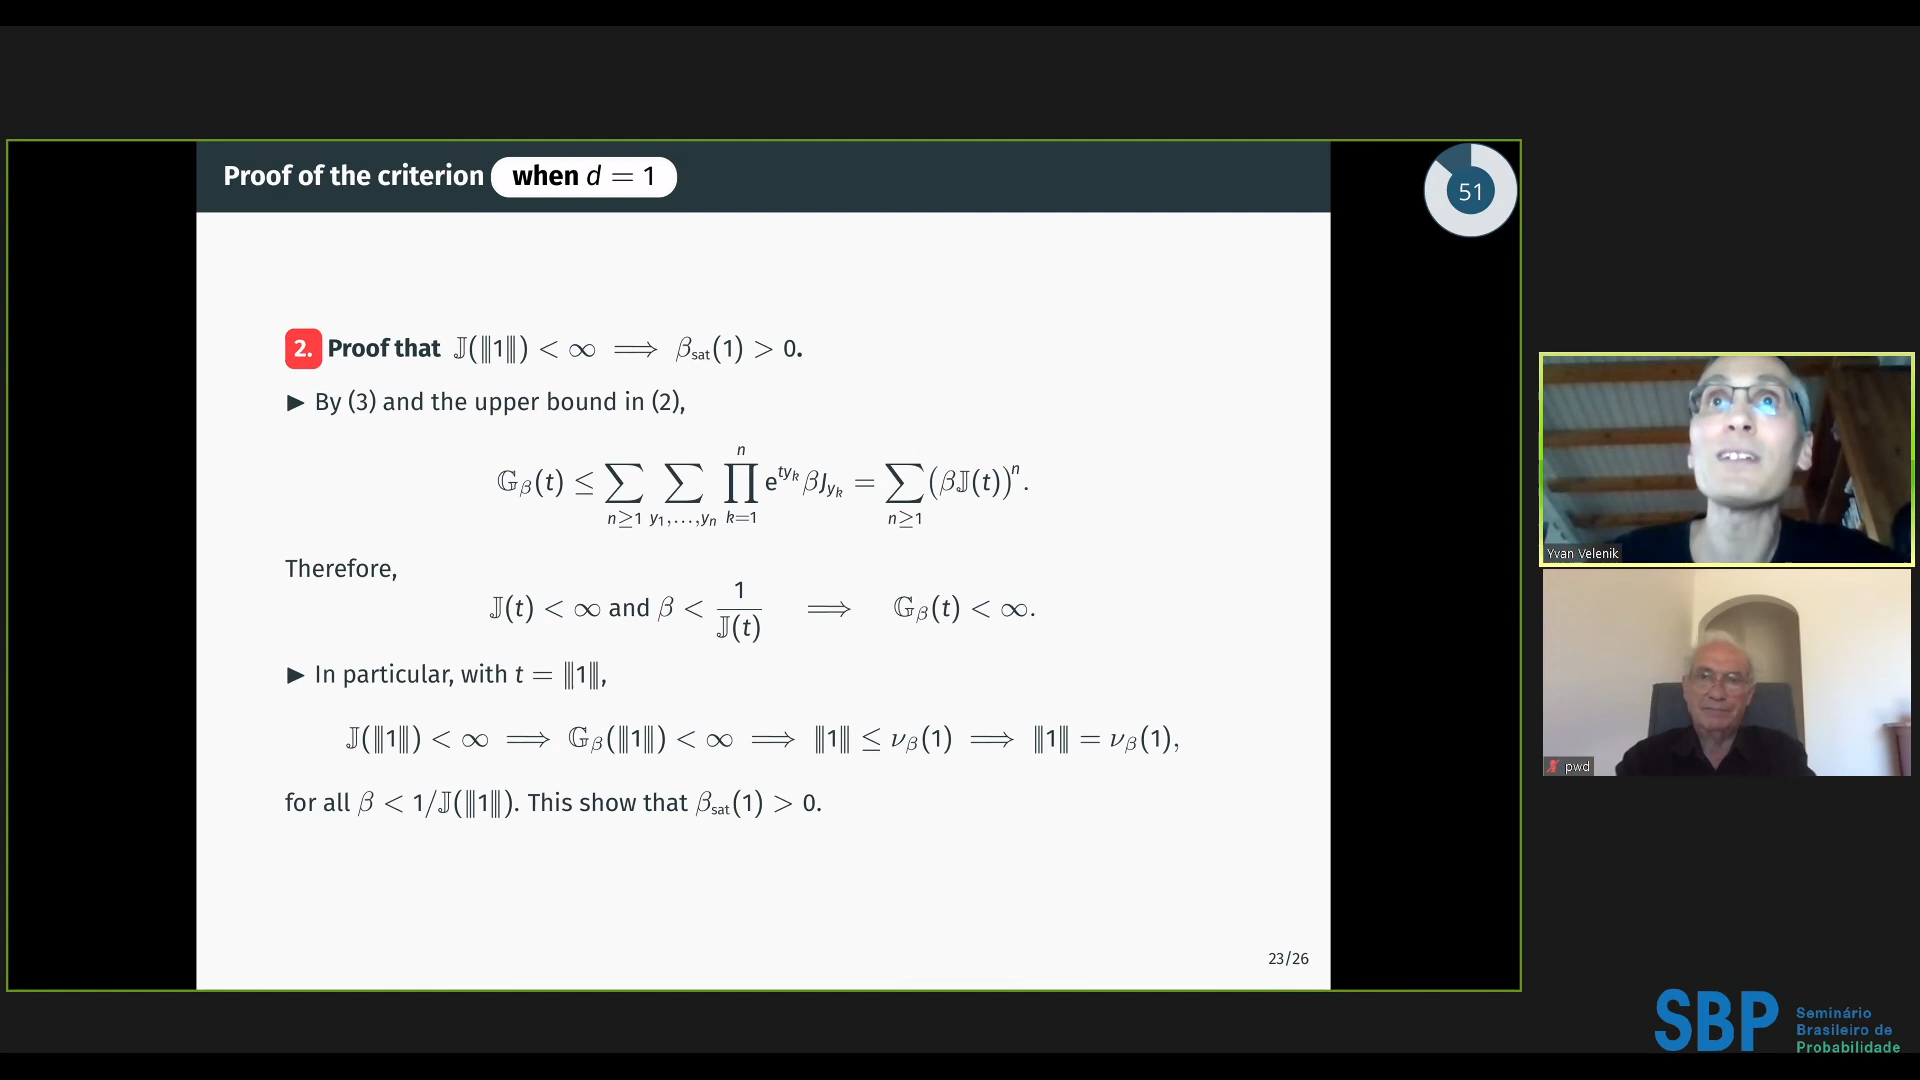 Proof of the criterion when d = 1
51
2. Proof that 𝕁(⦀1⦀) < ∞ ⟹ β_sat(1) > 0.
▶ By (3) and the upper bound in (2),
𝔾_β(t) ≤ ∑_{n≥1} ∑_{y_1,…,y_n} ∏_{k=1}^{n} e^{ty_k} βJ_{y_k} = ∑_{n≥1} (β𝕁(t))^n.
Therefore,
𝕁(t) < ∞ and β < 1/𝕁(t) ⟹ 𝔾_β(t) < ∞.
▶ In particular, with t = ⦀1⦀,
𝕁(⦀1⦀) < ∞ ⟹ 𝔾_β(⦀1⦀) < ∞ ⟹ ⦀1⦀ ≤ ν_β(1) ⟹ ⦀1⦀ = ν_β(1),
for all β < 1/𝕁(⦀1⦀). This show that β_sat(1) > 0.
23/26
Yvan Velenik
pwd
SBP
Seminário
Brasileiro de
Probabilidade